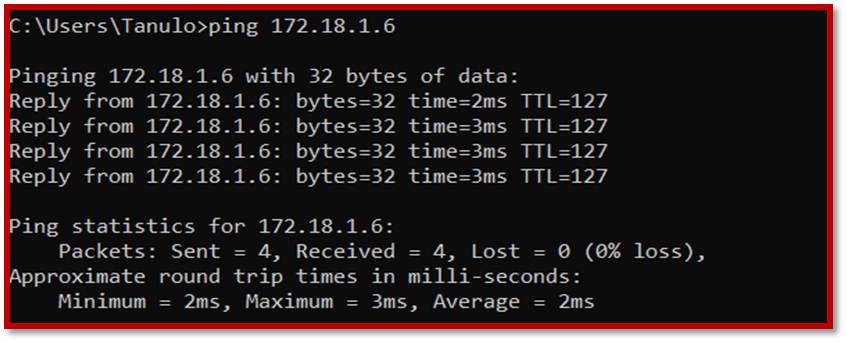 C:\Users\Tanulo>ping 172.18.1.6
Pinging 172.18.1.6 with 32 bytes of data:
Reply from 172.18.1.6: bytes=32 time=2ms TTL=127
Reply from 172.18.1.6: bytes=32 time=3ms TTL=127
Reply from 172.18.1.6: bytes=32 time=3ms TTL=127
Reply from 172.18.1.6: bytes=32 time=3ms TTL=127
Ping statistics for 172.18.1.6:
    Packets: Sent = 4, Received = 4, Lost = 0 (0% loss),
Approximate round trip times in milli-seconds:
    Minimum = 2ms, Maximum = 3ms, Average = 2ms